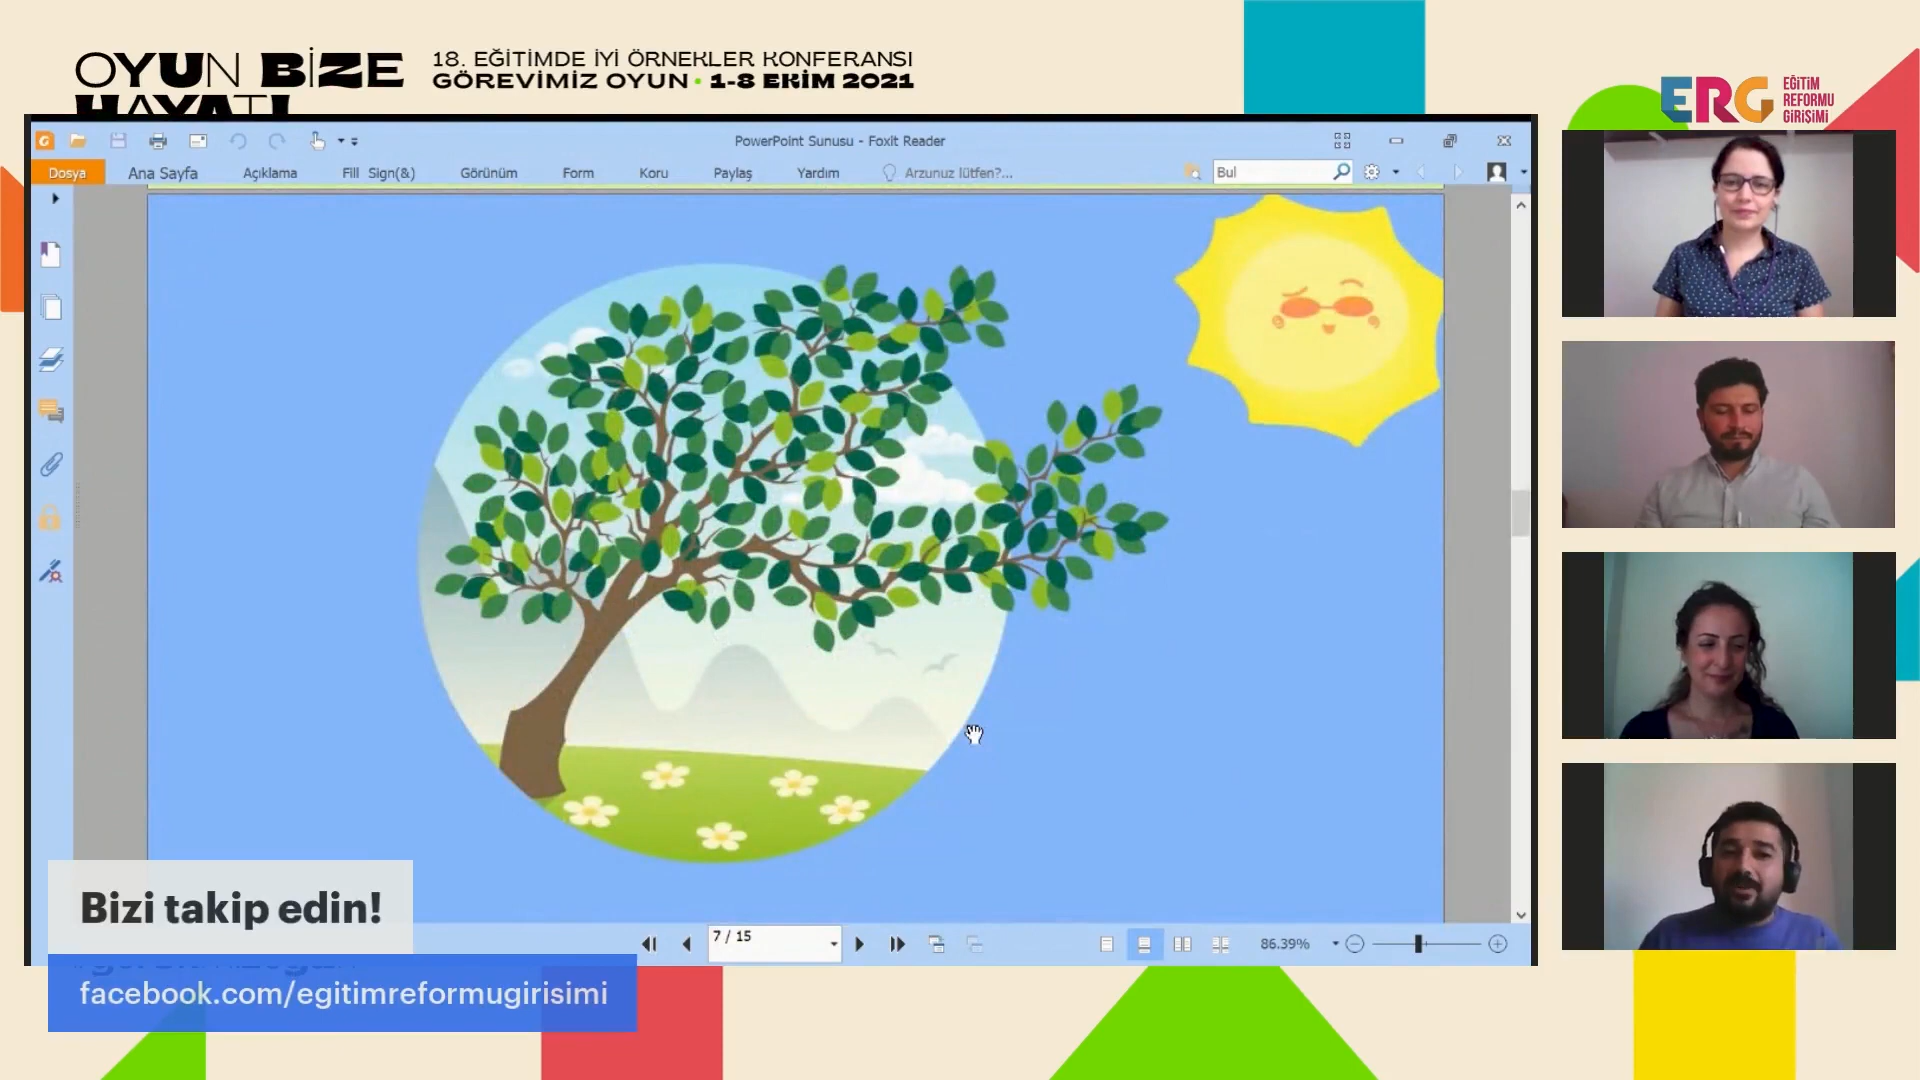 OYUN BİZE
HAYATI
18. EĞİTİMDE İYİ ÖRNEKLER KONFERANSI
GÖREVİMİZ OYUN • 1-8 EKİM 2021
ERG EĞİTİM
REFORMU
GİRİŞİMİ
PowerPoint Sunusu - Foxit Reader
Dosya Ana Sayfa Açıklama Fill Sign(&) Görünüm Form Koru Paylaş Yardım Arzunuz lütfen?... Bul
Bizi takip edin!
7 / 15
86.39%
facebook.com/egitimreformugirisimi